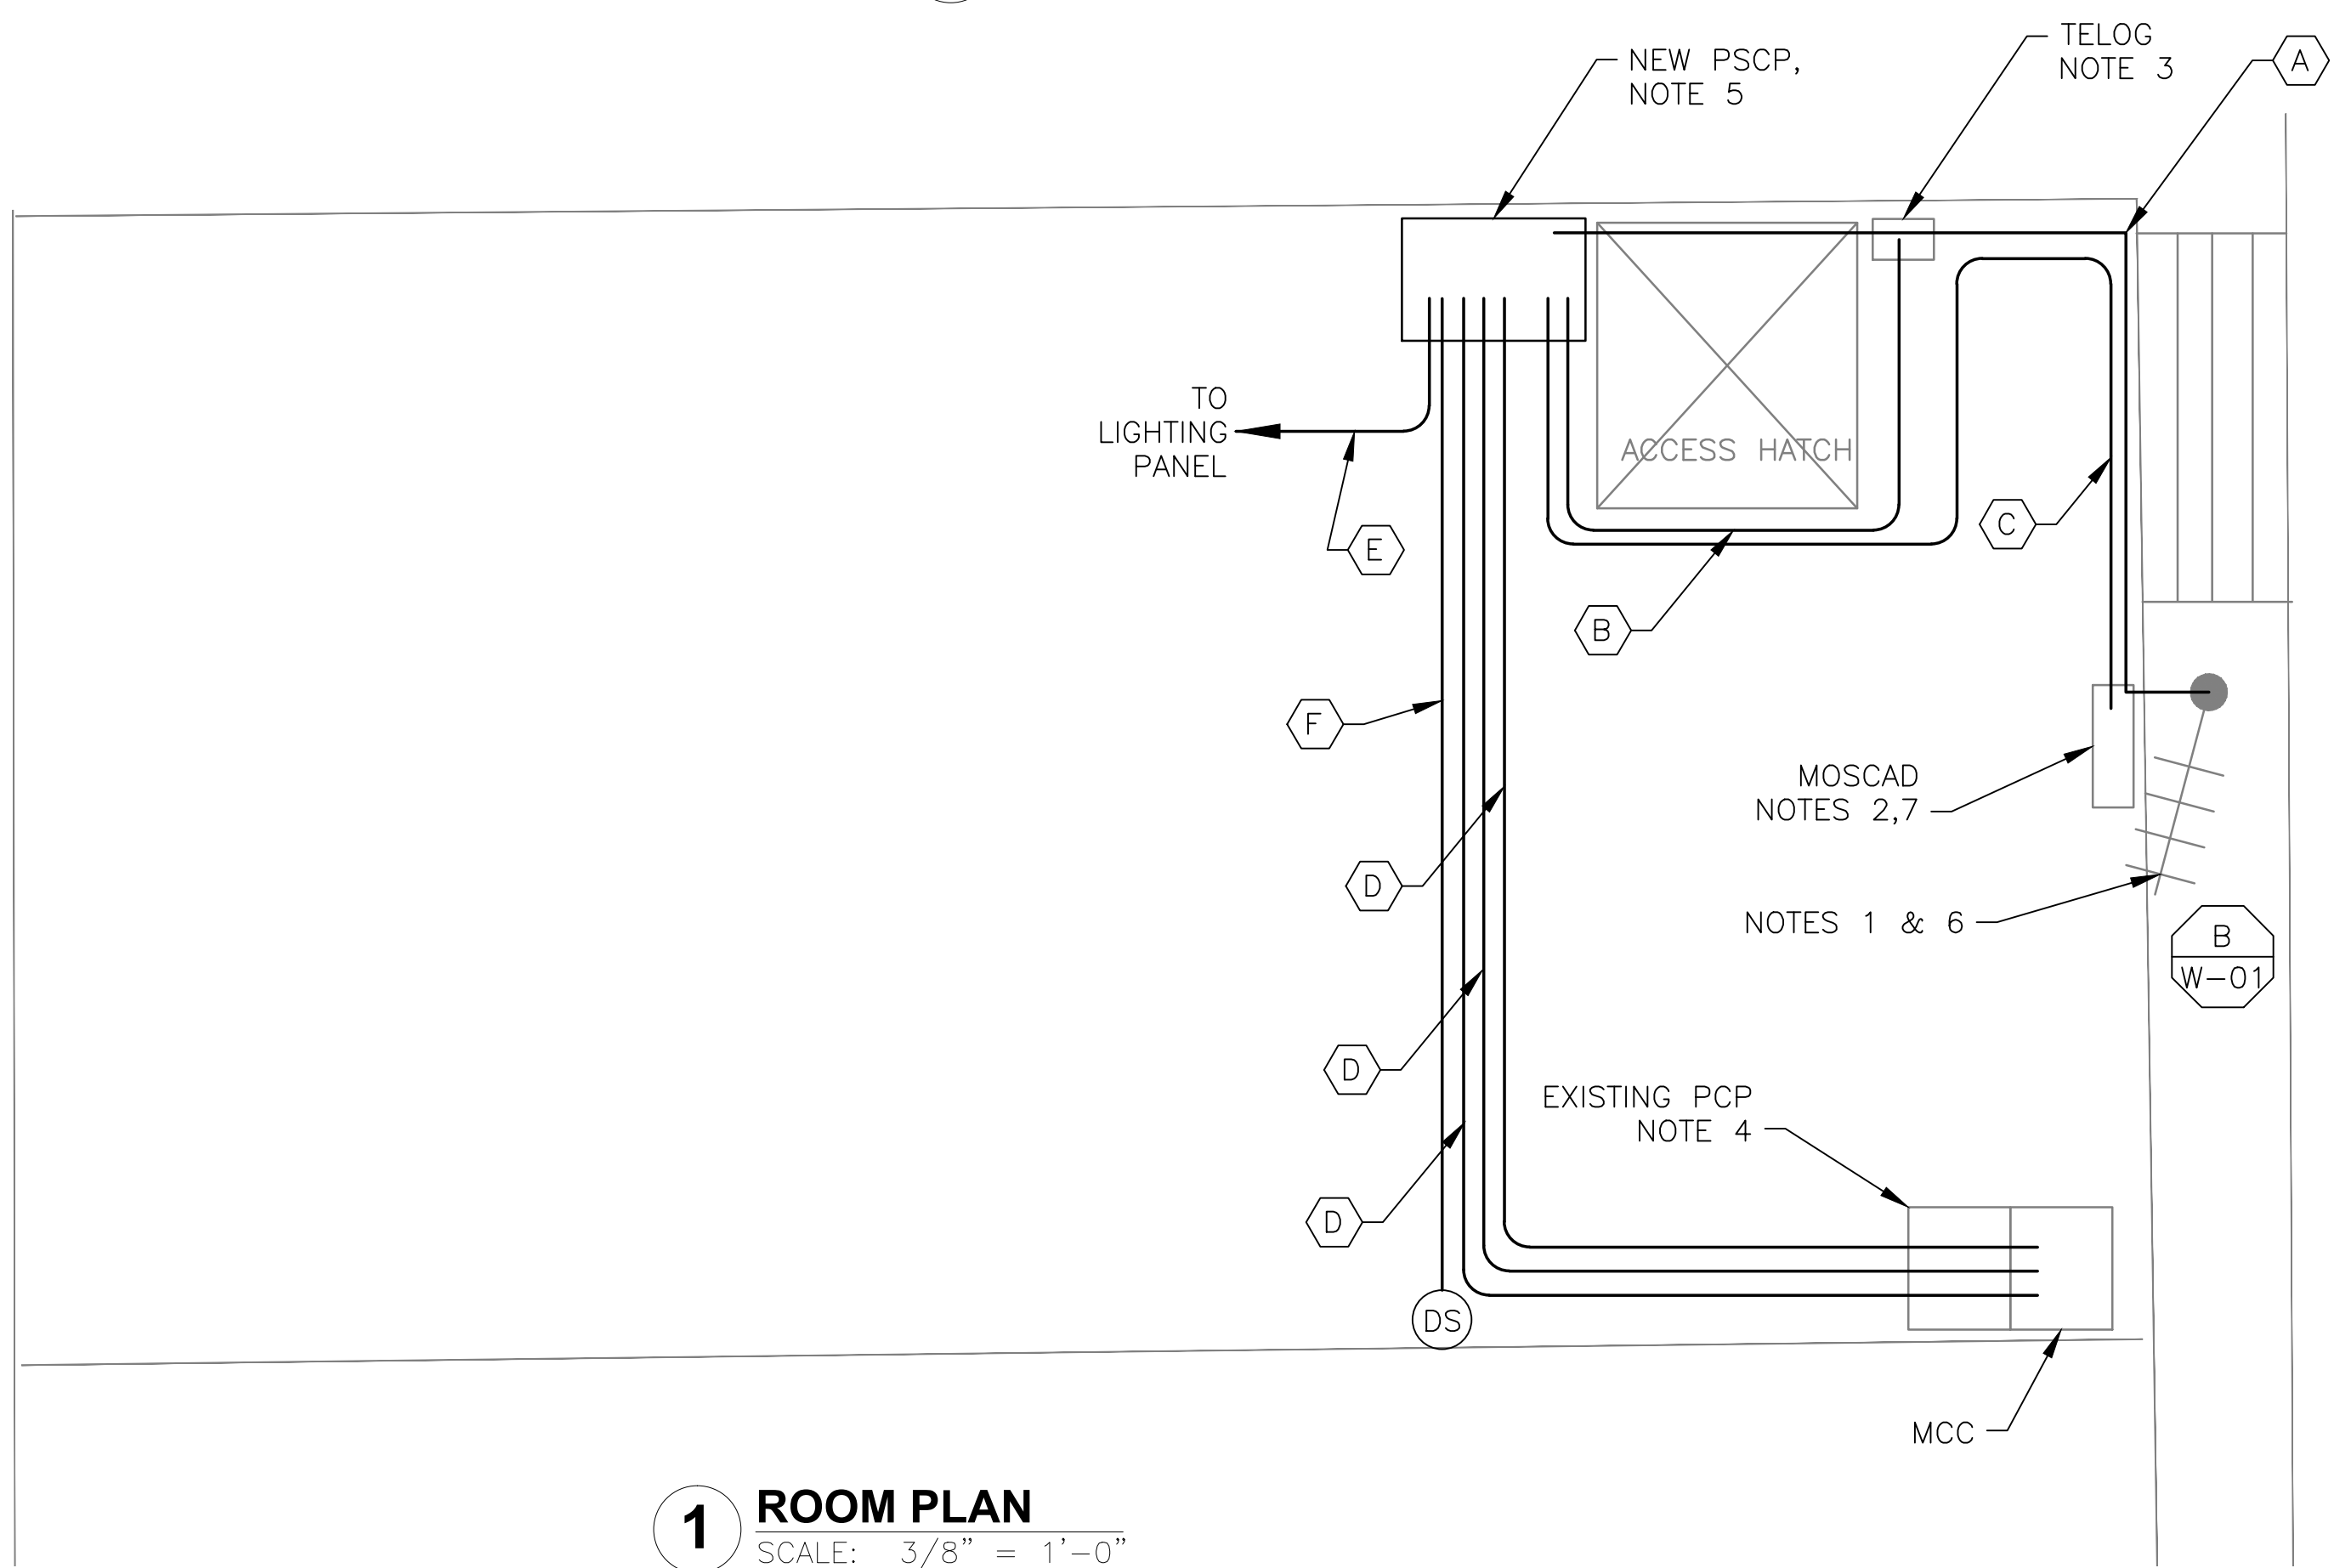 TELOG
NOTE 3
A
NEW PSCP,
NOTE 5
TO
LIGHTING
PANEL
ACCESS HATCH
C
E
B
F
MOSCAD
NOTES 2,7
D
NOTES 1 & 6
B
W-01
D
EXISTING PCP
NOTE 4
D
DS
MCC
1
ROOM PLAN
SCALE: 3/8" = 1'-0"